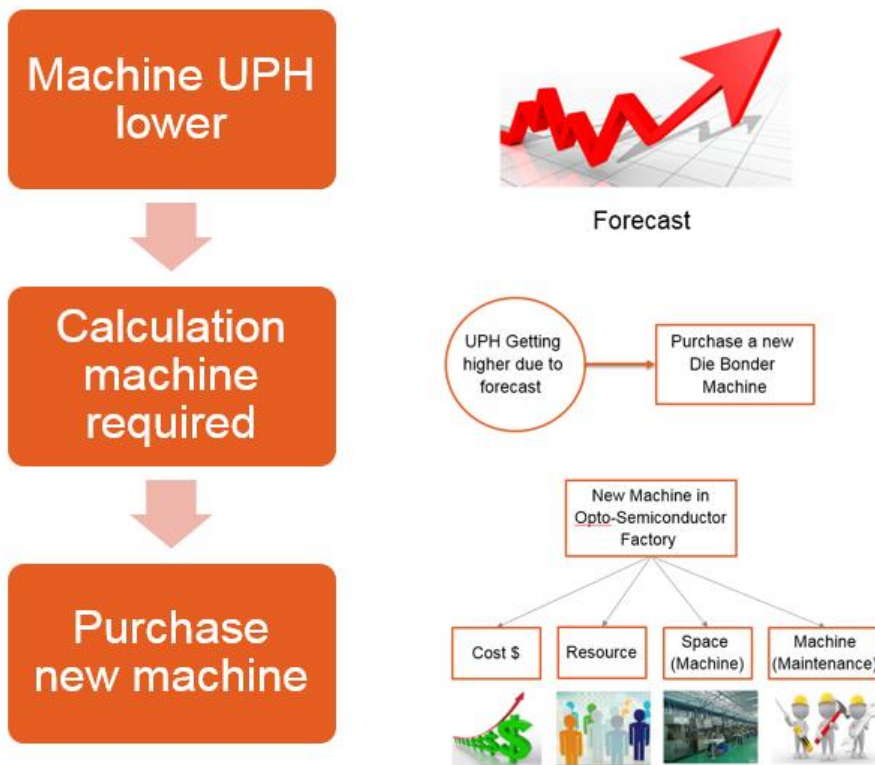 Machine UPH
lower
Forecast
Calculation
machine
required
UPH Getting
higher due to
forecast
Purchase a new
Die Bonder
Machine
New Machine in
Opto-Semiconductor
Factory
Purchase
new machine
Cost $
Resource
Space
(Machine)
Machine
(Maintenance)